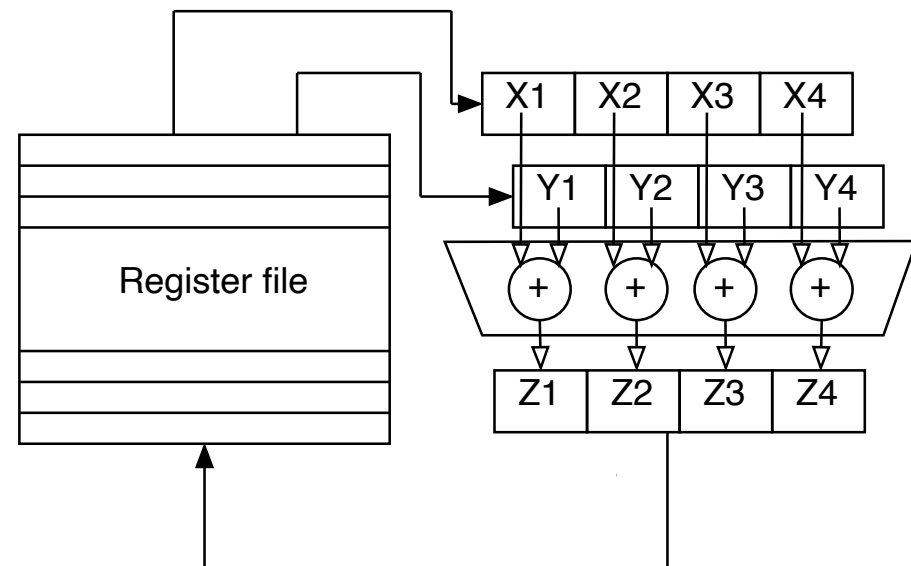 X1 X2 X3 X4
Y1 Y2 Y3 Y4
Register file
+ + + +
Z1 Z2 Z3 Z4